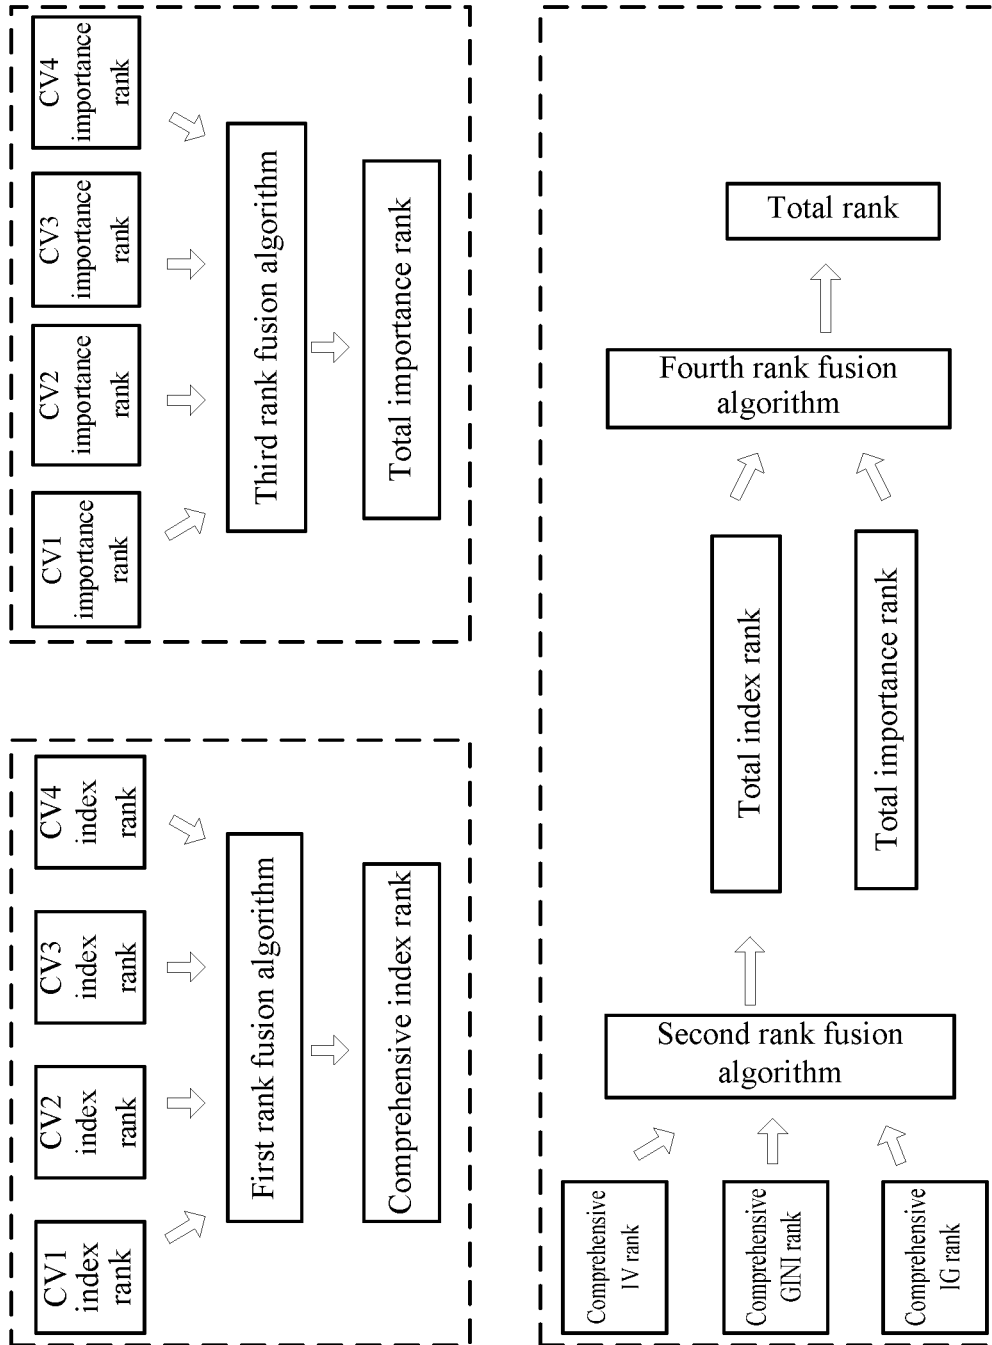 CV1
index
rank
CV2
index
rank
CV3
index
rank
CV4
index
rank
First rank fusion algorithm
Comprehensive index rank
CV1
importance
rank
CV2
importance
rank
CV3
importance
rank
CV4
importance
rank
Third rank fusion algorithm
Total importance rank
Comprehensive
IV rank
Comprehensive
GINI rank
Comprehensive
IG rank
Second rank fusion
algorithm
Total index rank
Total importance rank
Fourth rank fusion
algorithm
Total rank